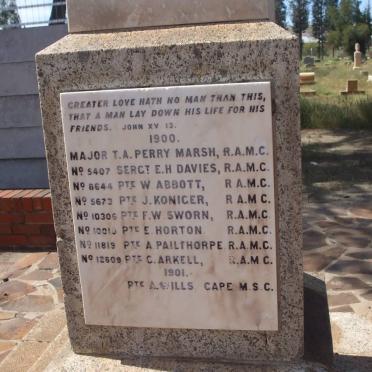 GREATER LOVE HATH NO MAN THAN THIS,
THAT A MAN LAY DOWN HIS LIFE FOR HIS
FRIENDS. JOHN XV 13.
1900.
MAJOR T.A. PERRY MARSH, R.A.M.C.
No 5407 SERGT E.H DAVIES, R.A.M.C.
No 8644 PTE W ABBOTT, R.A.M.C.
No 5673 PTE J. KONICER, R.A.M.C.
No 10306 PTE F.W SWORN, R.A.M.C.
No 10010 PTE E. HORTON R.A.M.C.
No 11819 PTE A PAILTHORPE R.A.M.C.
No 12609 PTE C. ARKELL, R.A.M.C.
1901.
PTE A. WILLS CAPE M.S.C.